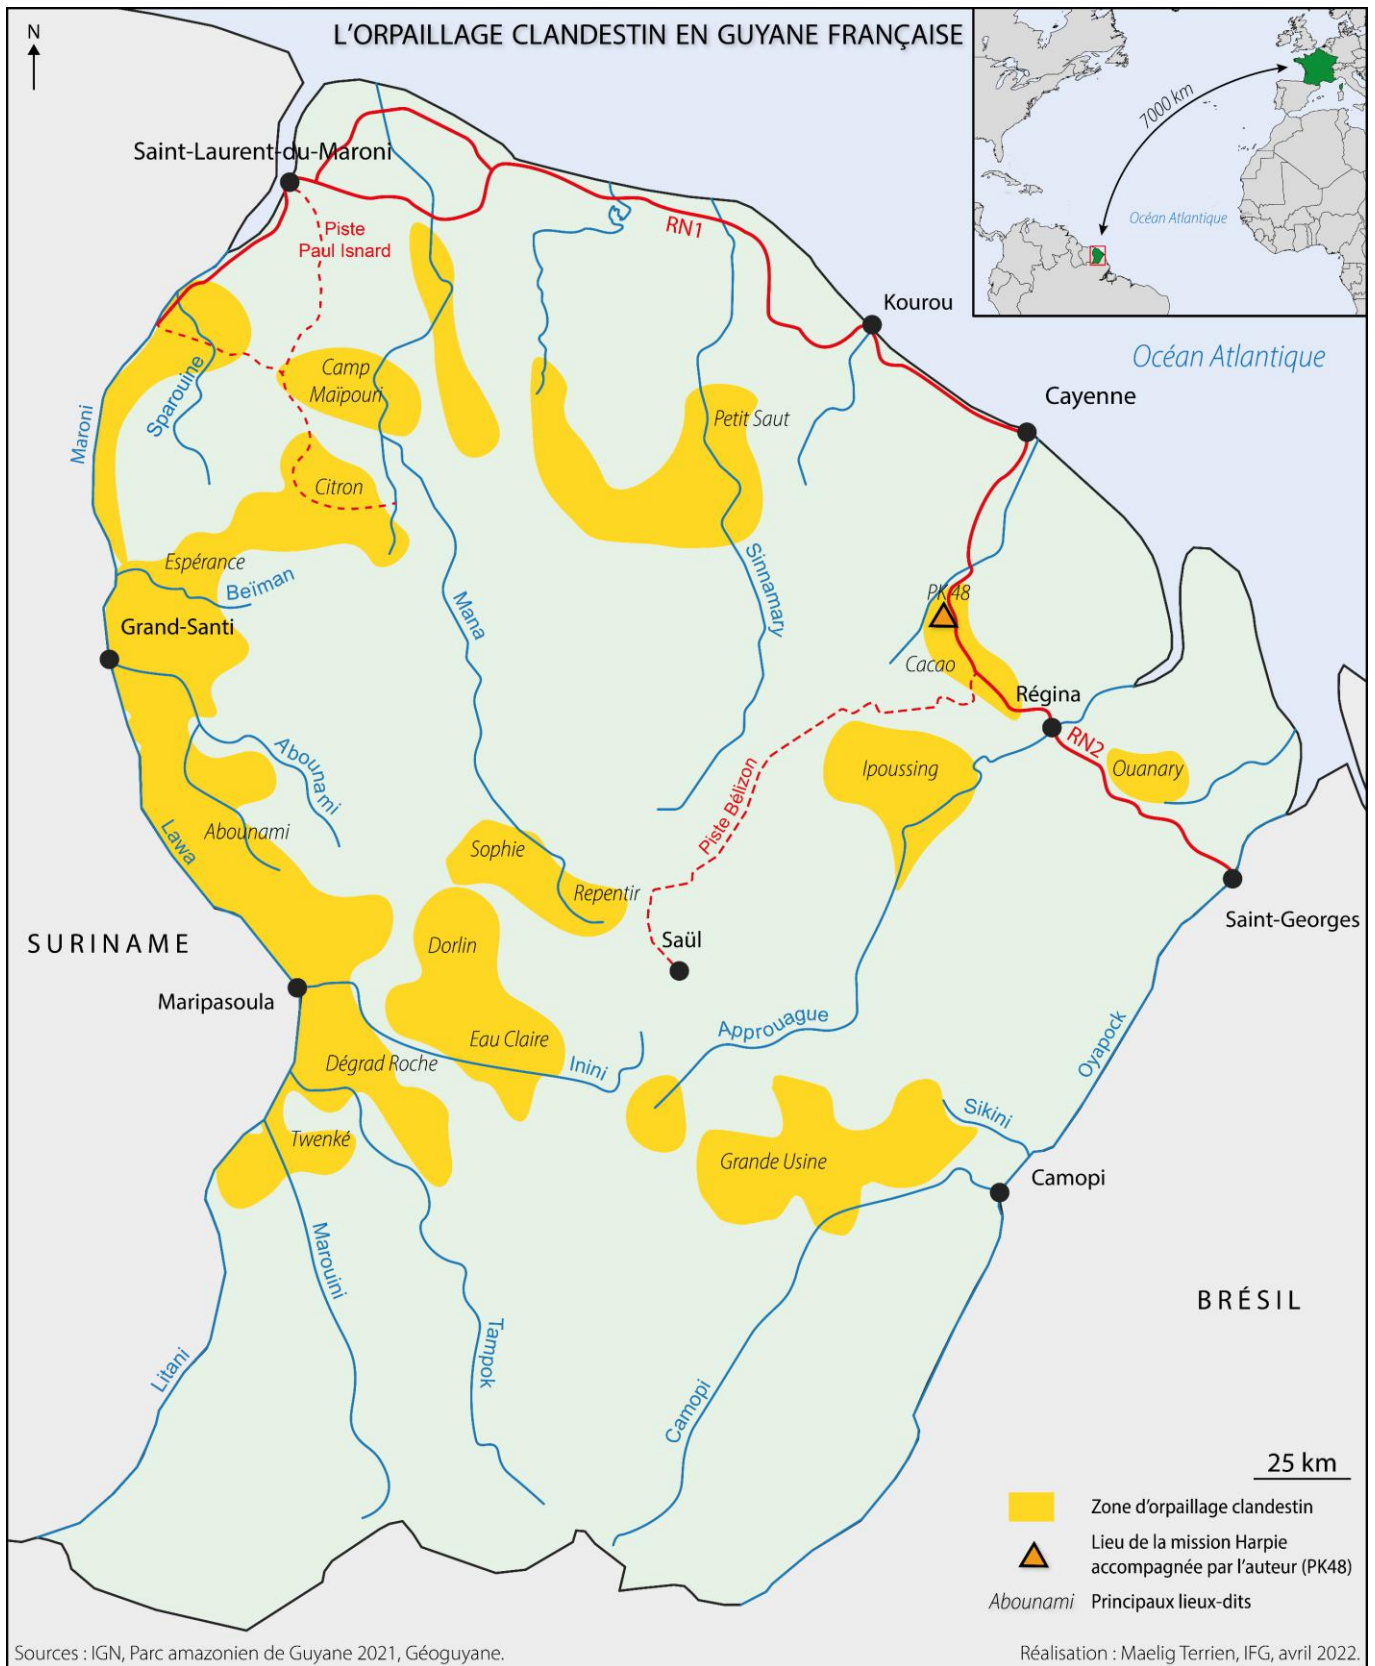 L'ORPAILLAGE CLANDESTIN EN GUYANE FRANÇAISE
N
7000 km
Océan Atlantique
Saint-Laurent-du-Maroni
Piste
Paul Isnard
RN1
Kourou
Océan Atlantique
Camp
Maïpouri
Sparouine
Maroni
Petit Saut
Cayenne
Citron
Espérance
Beïman
Mana
Sinnamary
PK48
Grand-Santi
Cacao
Régina
RN2
Abounami
Piste Bélizon
Ipoussing
Ouanary
Lawa
Abounami
Sophie
Repentir
Saint-Georges
SURINAME
Dorlin
Saül
Maripasoula
Eau Claire
Approuague
Oyapock
Dégrad Roche
Inini
Sikini
Twenké
Grande Usine
Camopi
Marouini
BRÉSIL
Litani
Tampok
Camopi
25 km
Zone d'orpaillage clandestin
Lieu de la mission Harpie
accompagnée par l'auteur (PK48)
Abounami Principaux lieux-dits
Sources : IGN, Parc amazonien de Guyane 2021, Géoguyane.
Réalisation : Maelig Terrien, IFG, avril 2022.